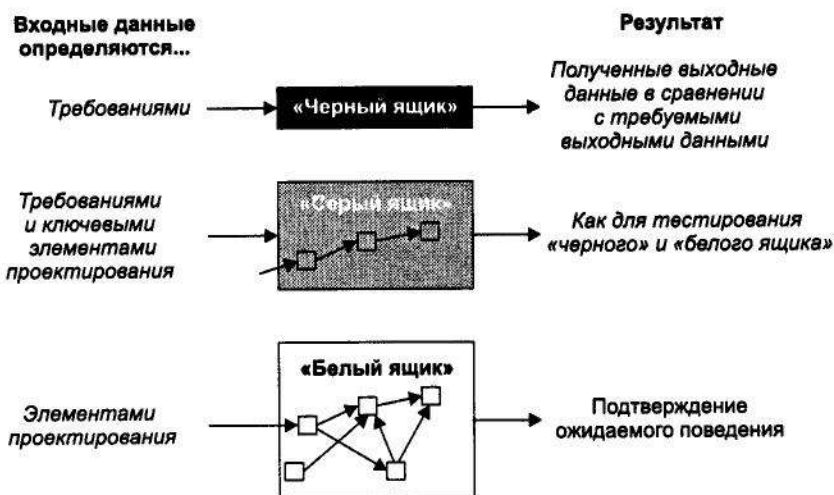 Входные данные
определяются...
Результат
Требованиями
«Черный ящик»
Полученные выходные
данные в сравнении
с требуемыми
выходными данными
Требованиями
и ключевыми
элементами
проектирования
«Серый ящик»
Как для тестирования
«черного» и «белого ящика»
Элементами
проектирования
«Белый ящик»
Подтверждение
ожидаемого поведения